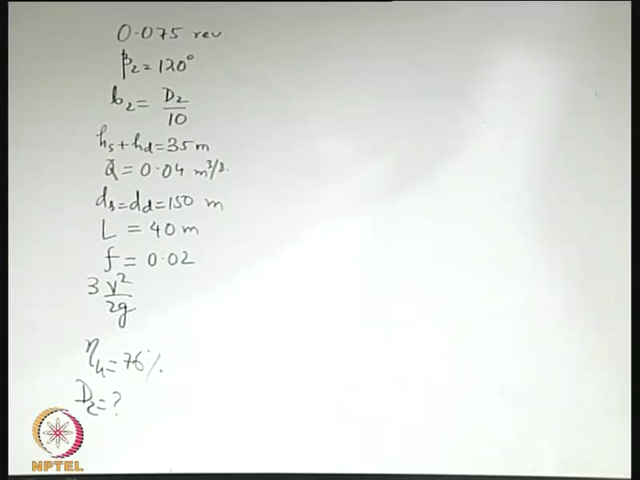 0.075 rev
β₂ = 120°
b₂ = D₂/10
hs + hd = 35 m
Q = 0.04 m³/s.
ds = dd = 150 m
L = 40 m
f = 0.02
3 V²/2g
ηh = 76%.
D₂ = ?
NPTEL